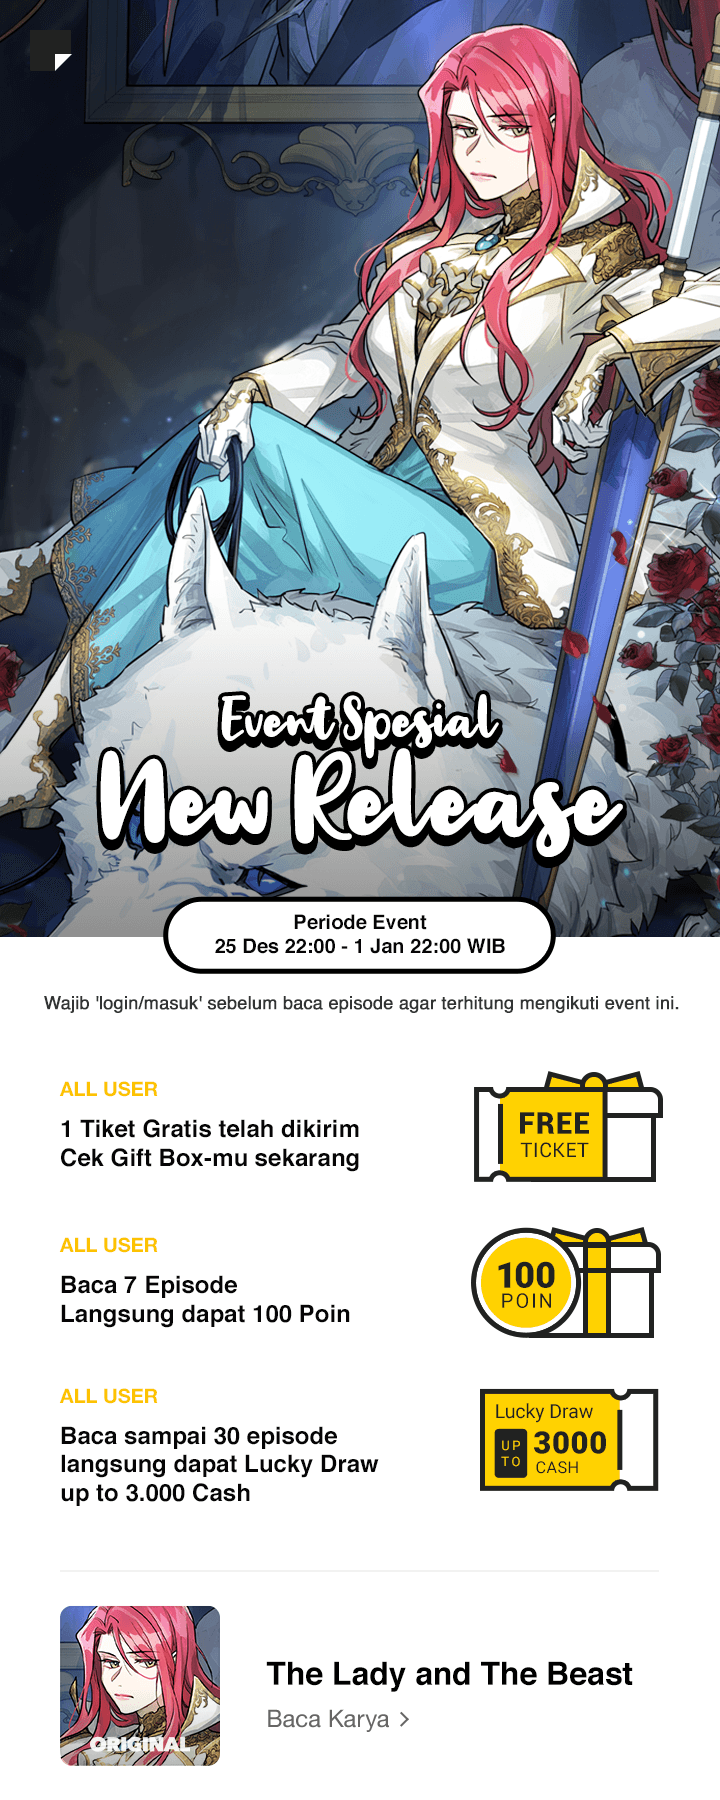 Event Spesial
New Release
Periode Event
25 Des 22:00 - 1 Jan 22:00 WIB
Wajib 'login/masuk' sebelum baca episode agar terhitung mengikuti event ini.
ALL USER
1 Tiket Gratis telah dikirim
Cek Gift Box-mu sekarang
FREE
TICKET
ALL USER
Baca 7 Episode
Langsung dapat 100 Poin
100
POIN
ALL USER
Baca sampai 30 episode
langsung dapat Lucky Draw
up to 3.000 Cash
Lucky Draw
UP TO 3000
CASH
ORIGINAL
The Lady and The Beast
Baca Karya >